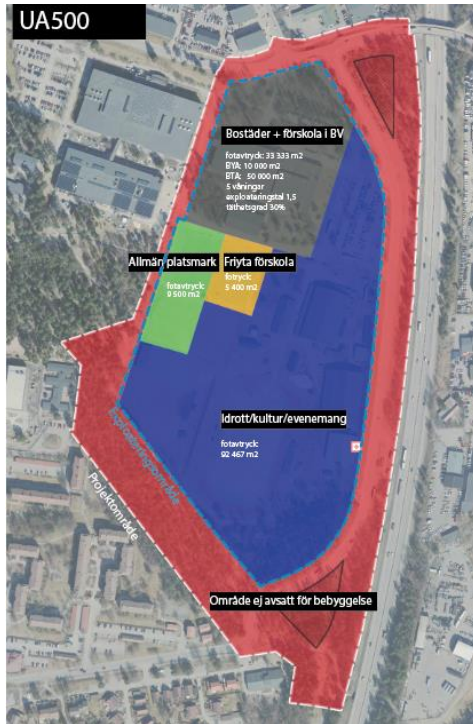 UA500
Bostäder + förskola i BV
fotavtryck: 33 333 m2
BYA: 10 000 m2
BTA: 50 000 m2
5 våningar
exploateringstal 1,5
täthetsgrad 30%
Allmän platsmark
fotavtryck:
9 500 m2
Friyta förskola
fotryck:
5 400 m2
Idrott/kultur/evenemang
fotavtryck:
92 467 m2
Exploateringsområde
Projektområde
Område ej avsatt för bebyggelse